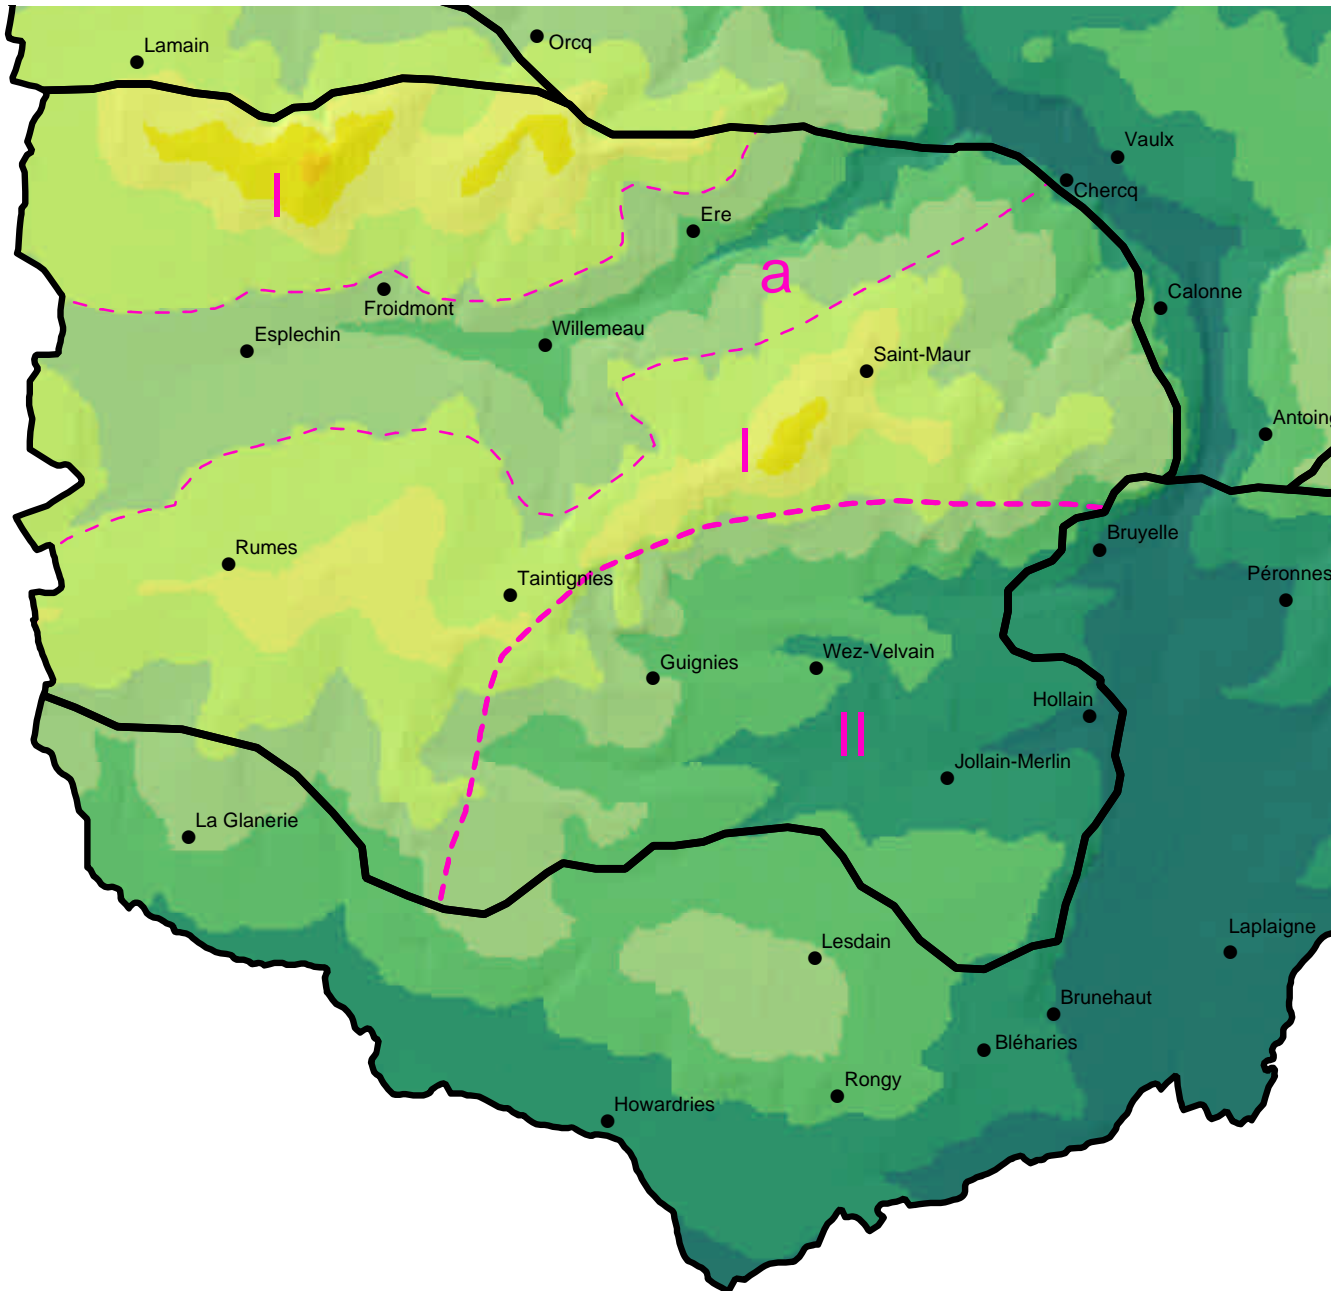 Orcq
Lamain
Vaulx
Chercq
I
Ere
a
Calonne
Froidmont
Willemeau
Esplechin
Saint-Maur
Antoing
I
Bruyelle
Rumes
Péronnes
Taintignies
Wez-Velvain
Guignies
Hollain
II
Jollain-Merlin
La Glanerie
Laplaigne
Lesdain
Brunehaut
Bléharies
Rongy
Howardries